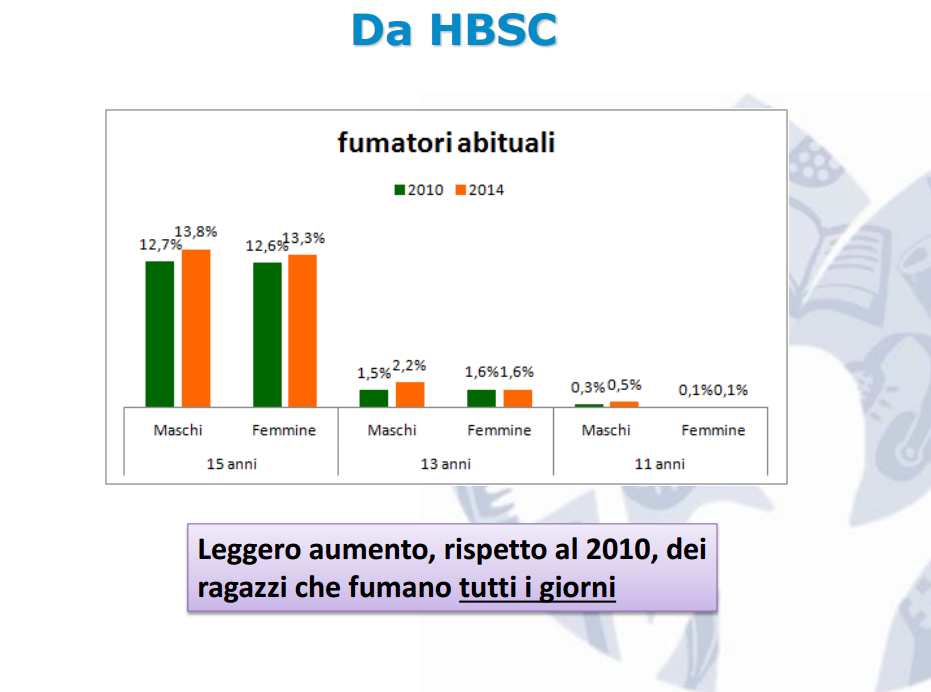 Da HBSC
fumatori abituali
2010 2014
12,7% 13,8% 12,6% 13,3% 1,5% 2,2% 1,6% 1,6% 0,3% 0,5% 0,1% 0,1%
Maschi Femmine Maschi Femmine Maschi Femmine
15 anni 13 anni 11 anni
Leggero aumento, rispetto al 2010, dei
ragazzi che fumano tutti i giorni